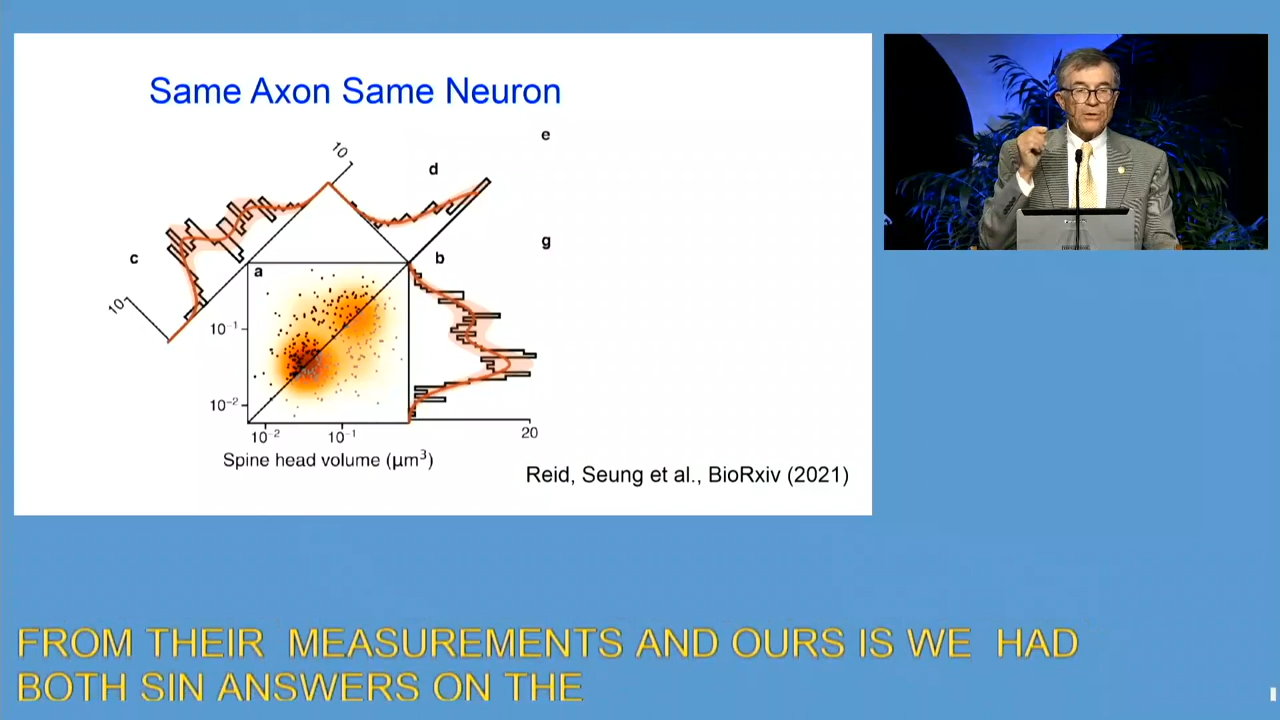 Same Axon Same Neuron
e
10
d
g
c
b
a
10
10⁻¹
10⁻²
10⁻² 10⁻¹
20
Spine head volume (μm³)
Reid, Seung et al., BioRxiv (2021)
FROM THEIR MEASUREMENTS AND OURS IS WE HAD
BOTH SIN ANSWERS ON THE